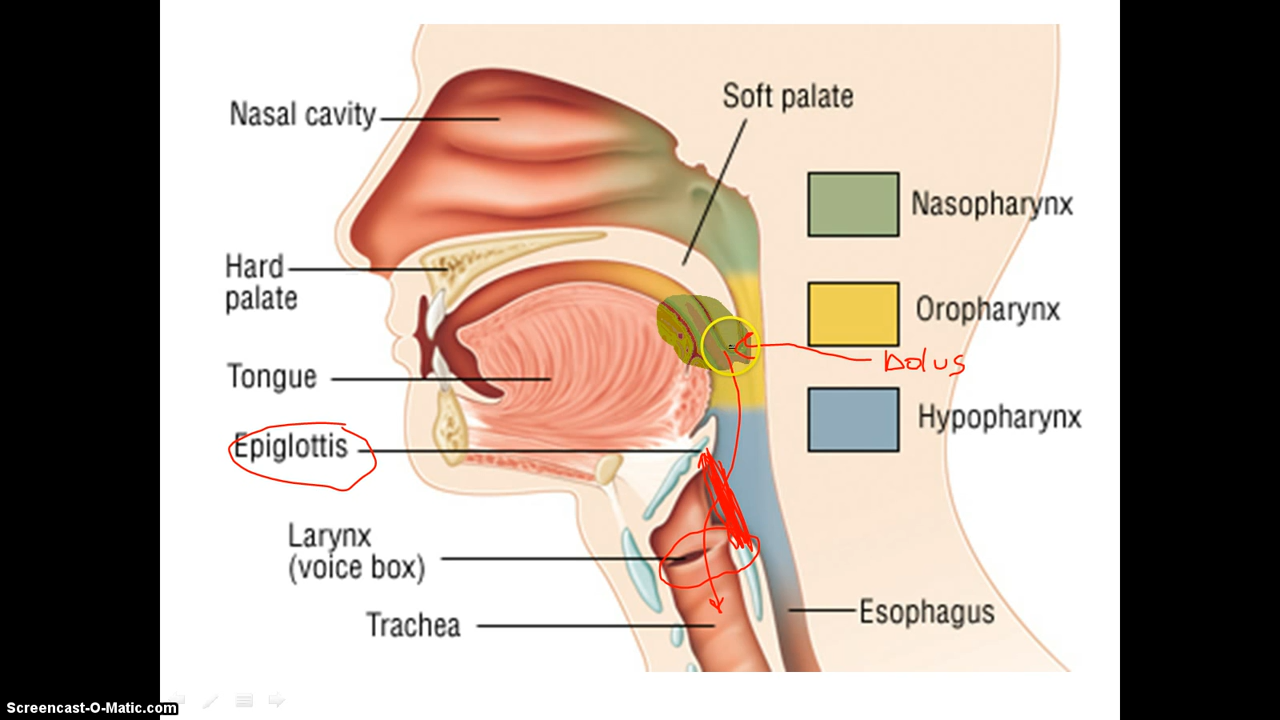 Soft palate
Nasal cavity
Nasopharynx
Hard
palate
Oropharynx
bolus
Tongue
Hypopharynx
Epiglottis
Larynx
(voice box)
Esophagus
Trachea
Screencast-O-Matic.com